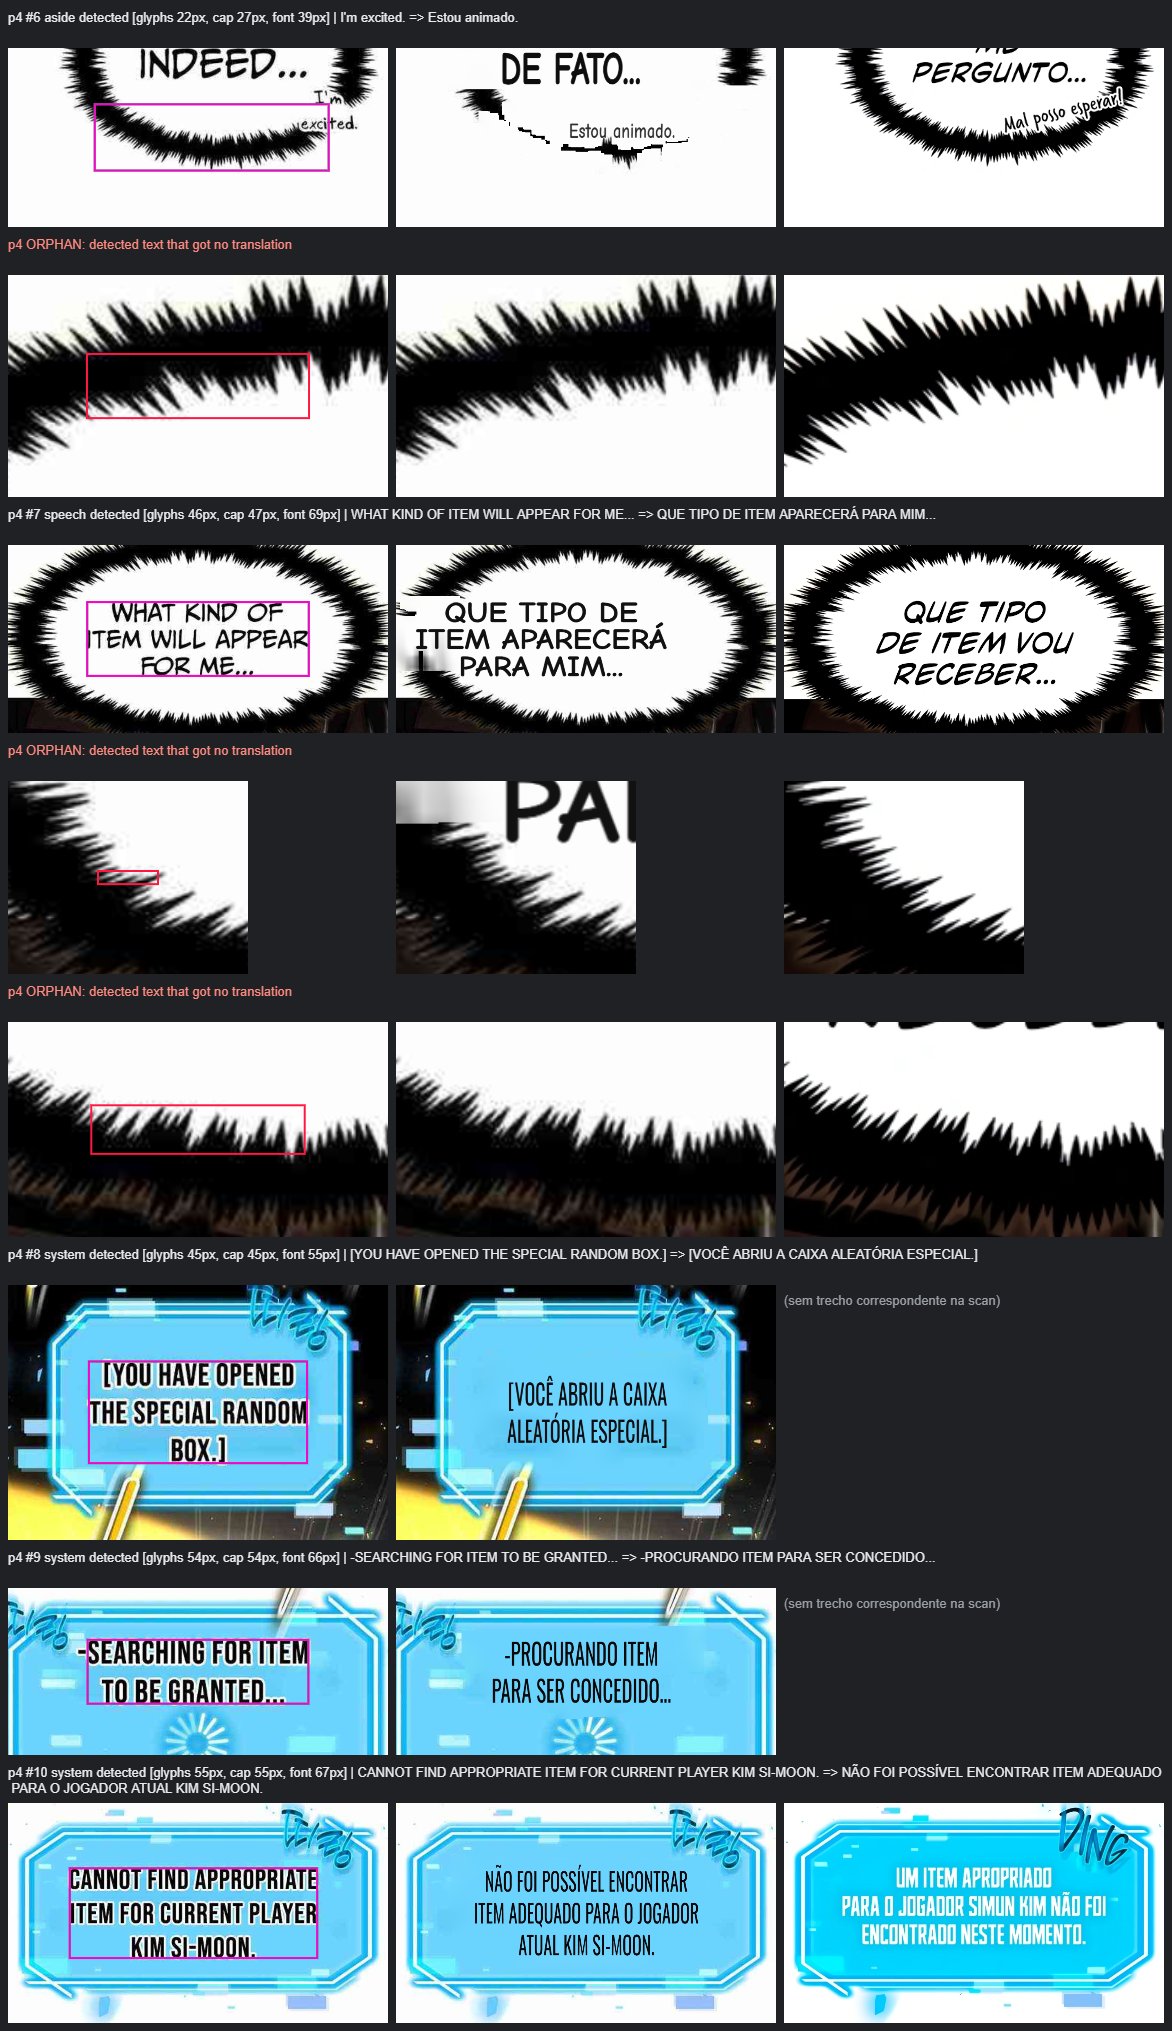 p4 #6 aside detected [glyphs 22px, cap 27px, font 39px] | I'm excited. => Estou animado.
INDEED...
I'm
excited.
DE FATO...
Estou animado.
PERGUNTO...
Mal posso esperar!
p4 ORPHAN: detected text that got no translation
p4 #7 speech detected [glyphs 46px, cap 47px, font 69px] | WHAT KIND OF ITEM WILL APPEAR FOR ME... => QUE TIPO DE ITEM APARECERÁ PARA MIM...
WHAT KIND OF
ITEM WILL APPEAR
FOR ME...
QUE TIPO DE
ITEM APARECERÁ
PARA MIM...
QUE TIPO
DE ITEM VOU
RECEBER...
p4 ORPHAN: detected text that got no translation
PA
p4 ORPHAN: detected text that got no translation
p4 #8 system detected [glyphs 45px, cap 45px, font 55px] | [YOU HAVE OPENED THE SPECIAL RANDOM BOX.] => [VOCÊ ABRIU A CAIXA ALEATÓRIA ESPECIAL.]
[YOU HAVE OPENED
THE SPECIAL RANDOM
BOX.]
[VOCÊ ABRIU A CAIXA
ALEATÓRIA ESPECIAL.]
(sem trecho correspondente na scan)
p4 #9 system detected [glyphs 54px, cap 54px, font 66px] | -SEARCHING FOR ITEM TO BE GRANTED... => -PROCURANDO ITEM PARA SER CONCEDIDO...
-SEARCHING FOR ITEM
TO BE GRANTED...
-PROCURANDO ITEM
PARA SER CONCEDIDO...
(sem trecho correspondente na scan)
p4 #10 system detected [glyphs 55px, cap 55px, font 67px] | CANNOT FIND APPROPRIATE ITEM FOR CURRENT PLAYER KIM SI-MOON. => NÃO FOI POSSÍVEL ENCONTRAR ITEM ADEQUADO
PARA O JOGADOR ATUAL KIM SI-MOON.
CANNOT FIND APPROPRIATE
ITEM FOR CURRENT PLAYER
KIM SI-MOON.
NÃO FOI POSSÍVEL ENCONTRAR
ITEM ADEQUADO PARA O JOGADOR
ATUAL KIM SI-MOON.
DING
UM ITEM APROPRIADO
PARA O JOGADOR SIMUN KIM NÃO FOI
ENCONTRADO NESTE MOMENTO.